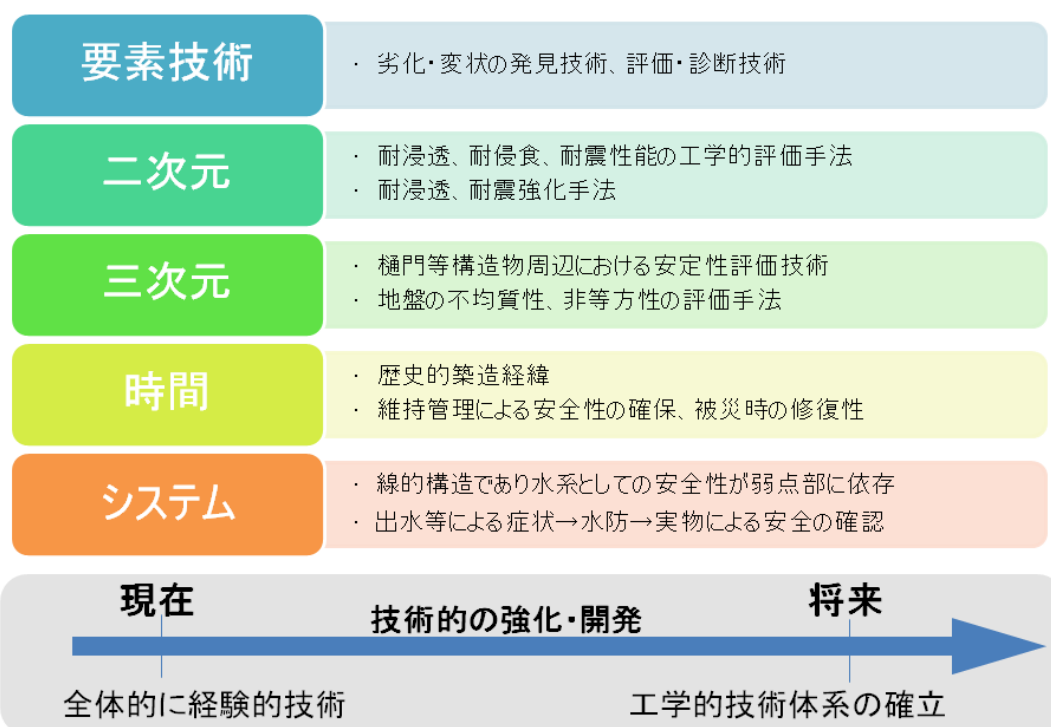 要素技術
・ 劣化・変状の発見技術、評価・診断技術
二次元
・ 耐浸透、耐侵食、耐震性能の工学的評価手法
・ 耐浸透、耐震強化手法
三次元
・ 樋門等構造物周辺における安定性評価技術
・ 地盤の不均質性、非等方性の評価手法
時間
・ 歴史的築造経緯
・ 維持管理による安全性の確保、被災時の修復性
システム
・ 線的構造であり水系としての安全性が弱点部に依存
・ 出水等による症状→水防→実物による安全の確認
現在
技術的の強化・開発
将来
全体的に経験的技術
工学的技術体系の確立